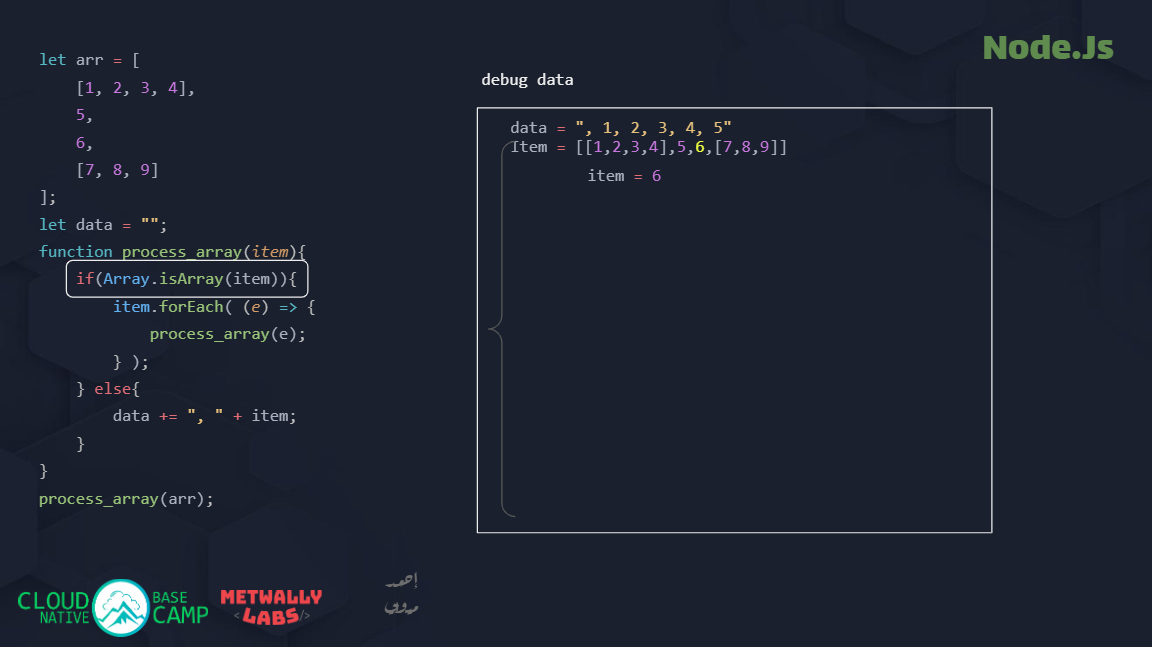 Node.Js
let arr = [
[1, 2, 3, 4],
5,
6,
[7, 8, 9]
];
let data = "";
function process_array(item){
if(Array.isArray(item)){
item.forEach( (e) => {
process_array(e);
} );
} else{
data += ", " + item;
}
}
process_array(arr);
debug data
data = ", 1, 2, 3, 4, 5"
Item = [[1,2,3,4],5,6,[7,8,9]]
item = 6
CLOUD NATIVE BASE CAMP
METWALLY
<LABS/>